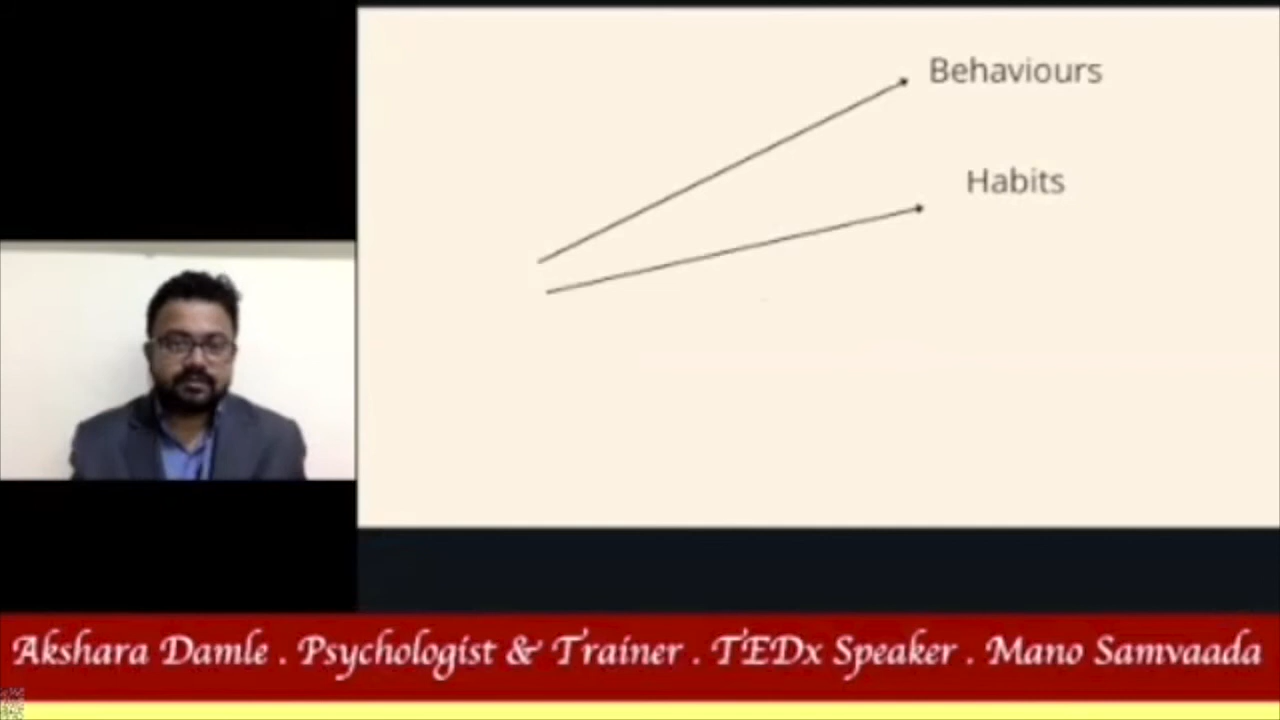 Behaviours
Habits
Akshara Damle . Psychologist & Trainer . TEDx Speaker . Mano Samvaada